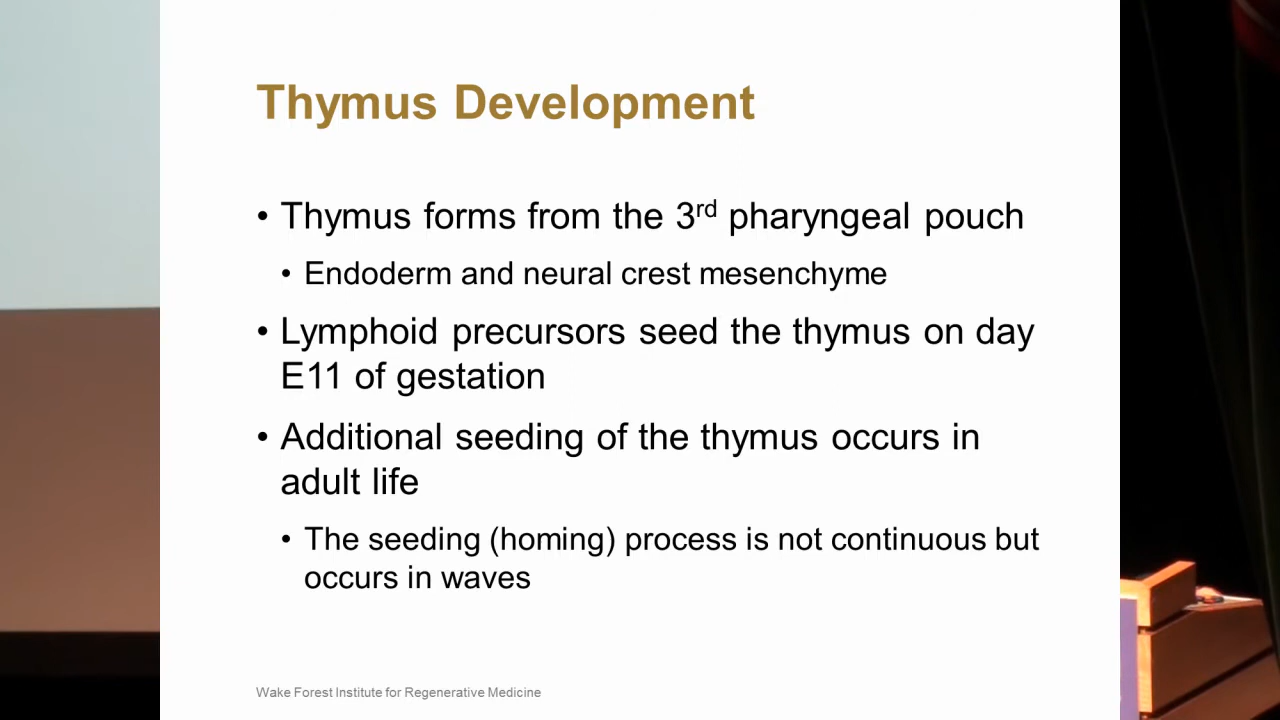 Thymus Development
• Thymus forms from the 3rd pharyngeal pouch
• Endoderm and neural crest mesenchyme
• Lymphoid precursors seed the thymus on day
E11 of gestation
• Additional seeding of the thymus occurs in
adult life
• The seeding (homing) process is not continuous but
occurs in waves
Wake Forest Institute for Regenerative Medicine